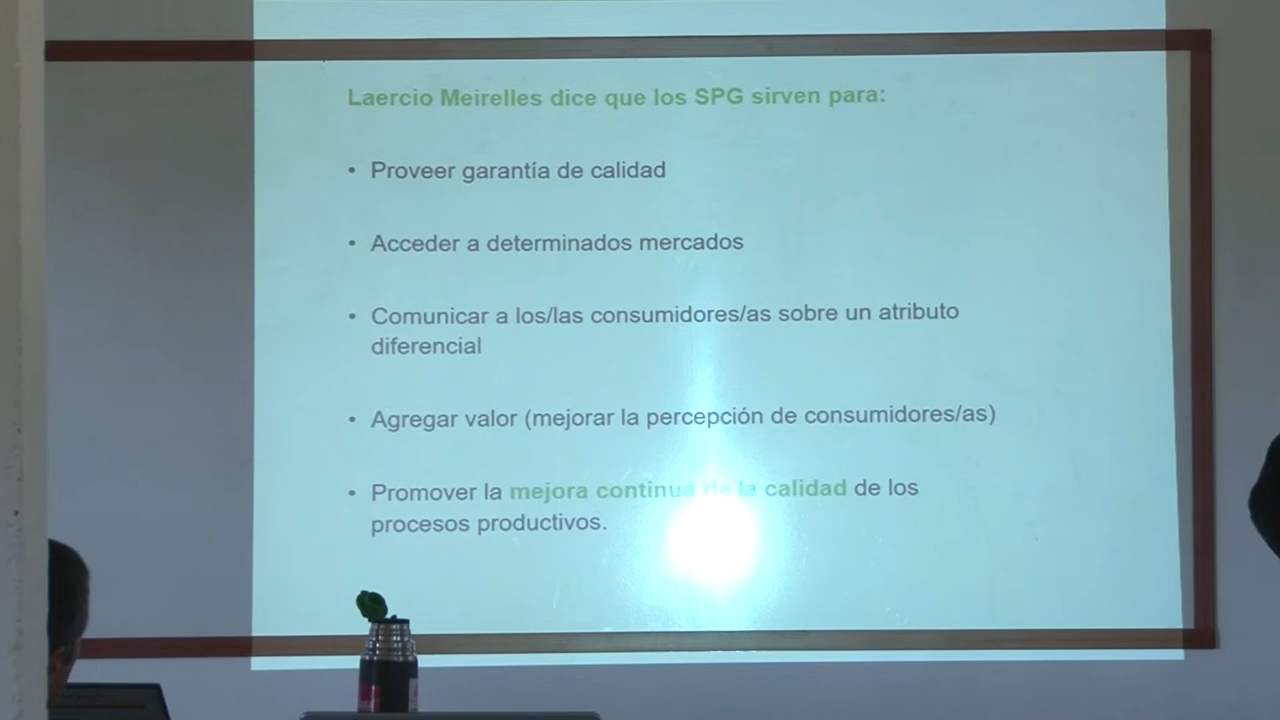 Laercio Meirelles dice que los SPG sirven para:
• Proveer garantía de calidad
• Acceder a determinados mercados
• Comunicar a los/las consumidores/as sobre un atributo
diferencial
• Agregar valor (mejorar la percepción de consumidores/as)
• Promover la mejora continua de la calidad de los
procesos productivos.